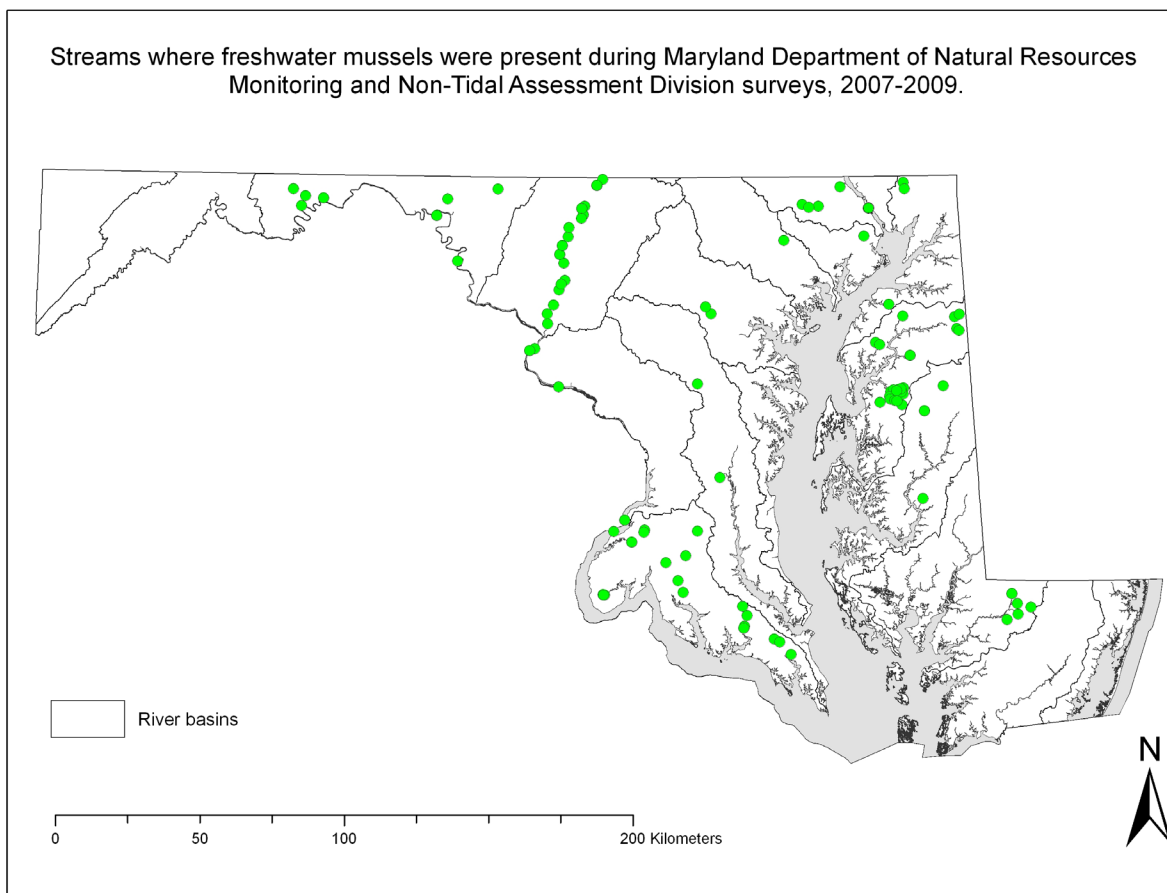 Streams where freshwater mussels were present during Maryland Department of Natural Resources
Monitoring and Non-Tidal Assessment Division surveys, 2007-2009.
River basins
N
0 50 100 200 Kilometers